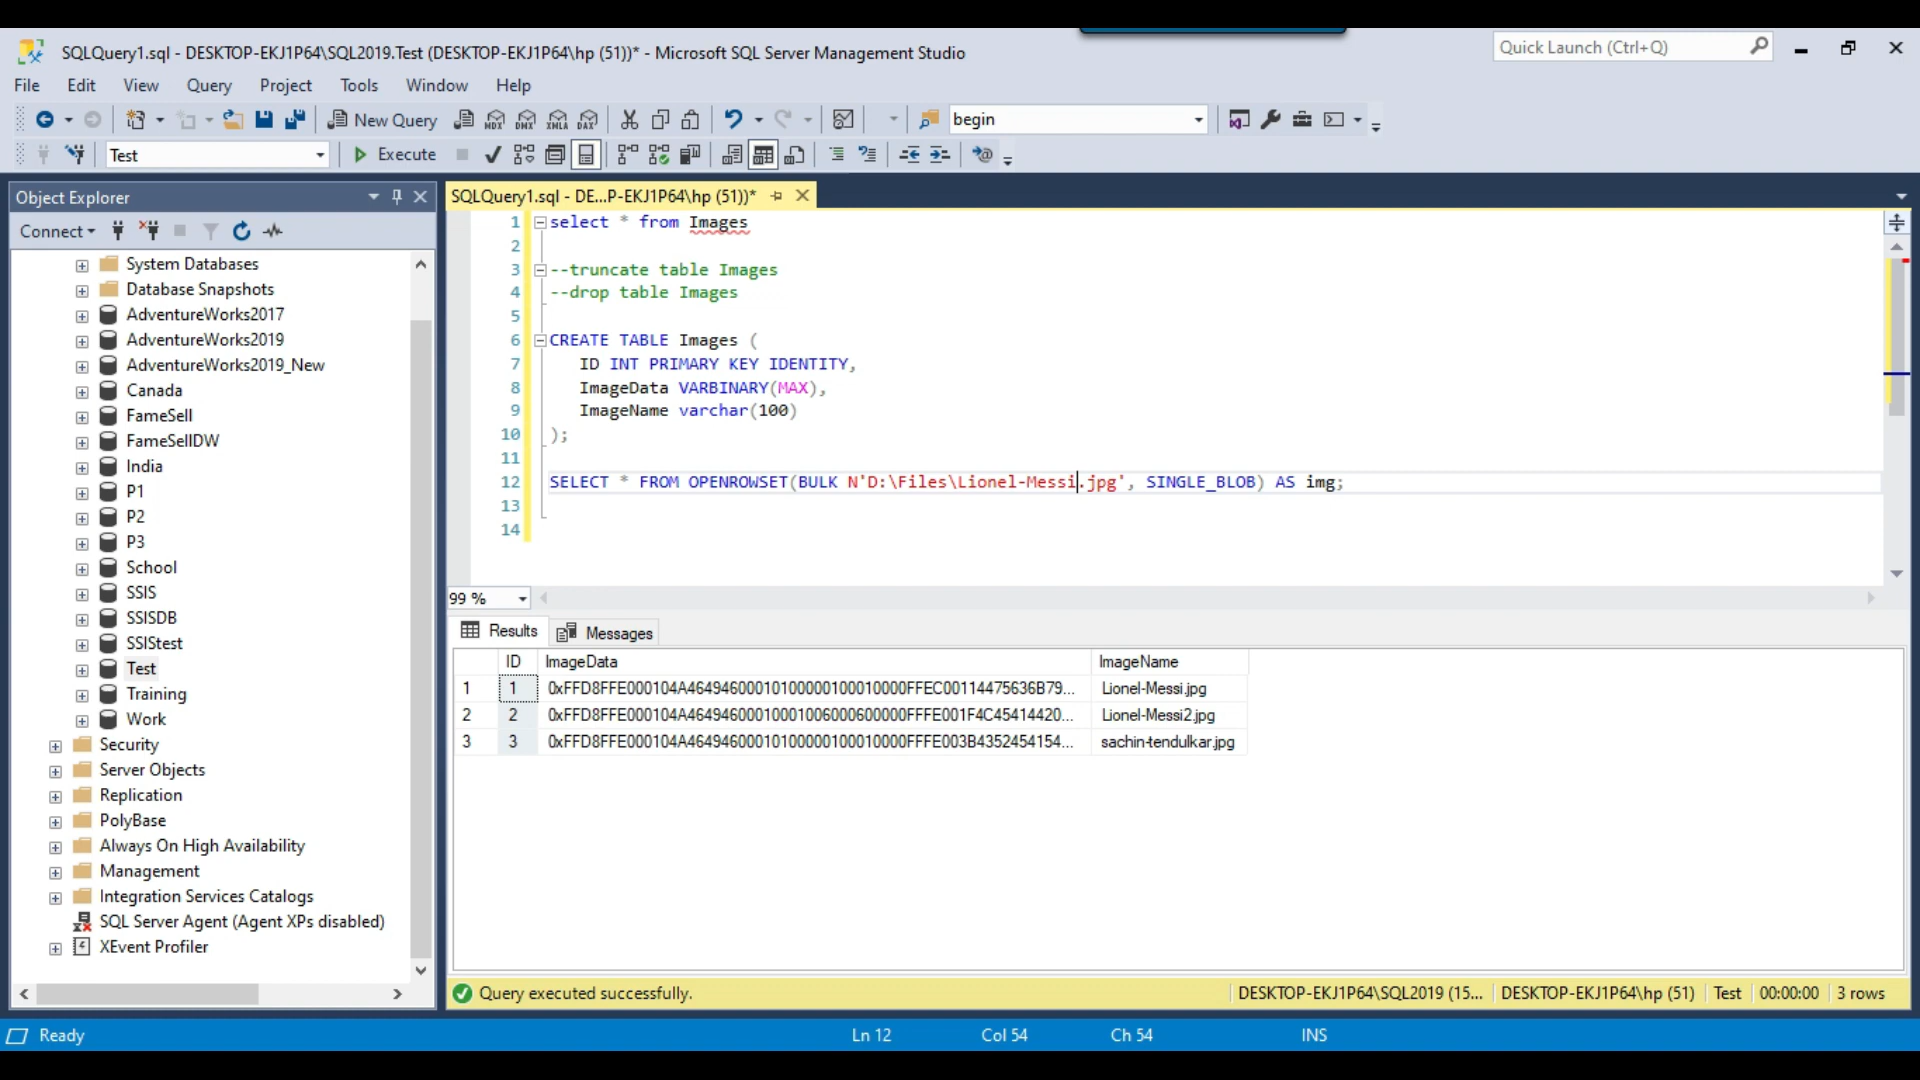 SQLQuery1.sql - DESKTOP-EKJ1P64\SQL2019.Test (DESKTOP-EKJ1P64\hp (51))* - Microsoft SQL Server Management Studio
Quick Launch (Ctrl+Q)
File Edit View Query Project Tools Window Help
New Query MDX DMX XMLA DAX begin
Test Execute
Object Explorer
Connect
System Databases
Database Snapshots
AdventureWorks2017
AdventureWorks2019
AdventureWorks2019_New
Canada
FameSell
FameSellDW
India
P1
P2
P3
School
SSIS
SSISDB
SSIStest
Test
Training
Work
Security
Server Objects
Replication
PolyBase
Always On High Availability
Management
Integration Services Catalogs
SQL Server Agent (Agent XPs disabled)
XEvent Profiler
SQLQuery1.sql - DE...P-EKJ1P64\hp (51))*
1 select * from Images
2
3 --truncate table Images
4 --drop table Images
5
6 CREATE TABLE Images (
7 ID INT PRIMARY KEY IDENTITY,
8 ImageData VARBINARY(MAX),
9 ImageName varchar(100)
10 );
11
12 SELECT * FROM OPENROWSET(BULK N'D:\Files\Lionel-Messi.jpg', SINGLE_BLOB) AS img;
13
14
99 %
Results Messages
ID ImageData ImageName
1 1 0xFFD8FFE000104A46494600010100000100010000FFEC00114475636B79... Lionel-Messi.jpg
2 2 0xFFD8FFE000104A46494600010001006000600000FFFE001F4C45414420... Lionel-Messi2.jpg
3 3 0xFFD8FFE000104A46494600010100000100010000FFFE003B4352454154... sachin-tendulkar.jpg
Query executed successfully. DESKTOP-EKJ1P64\SQL2019 (15... DESKTOP-EKJ1P64\hp (51) Test 00:00:00 3 rows
Ready Ln 12 Col 54 Ch 54 INS